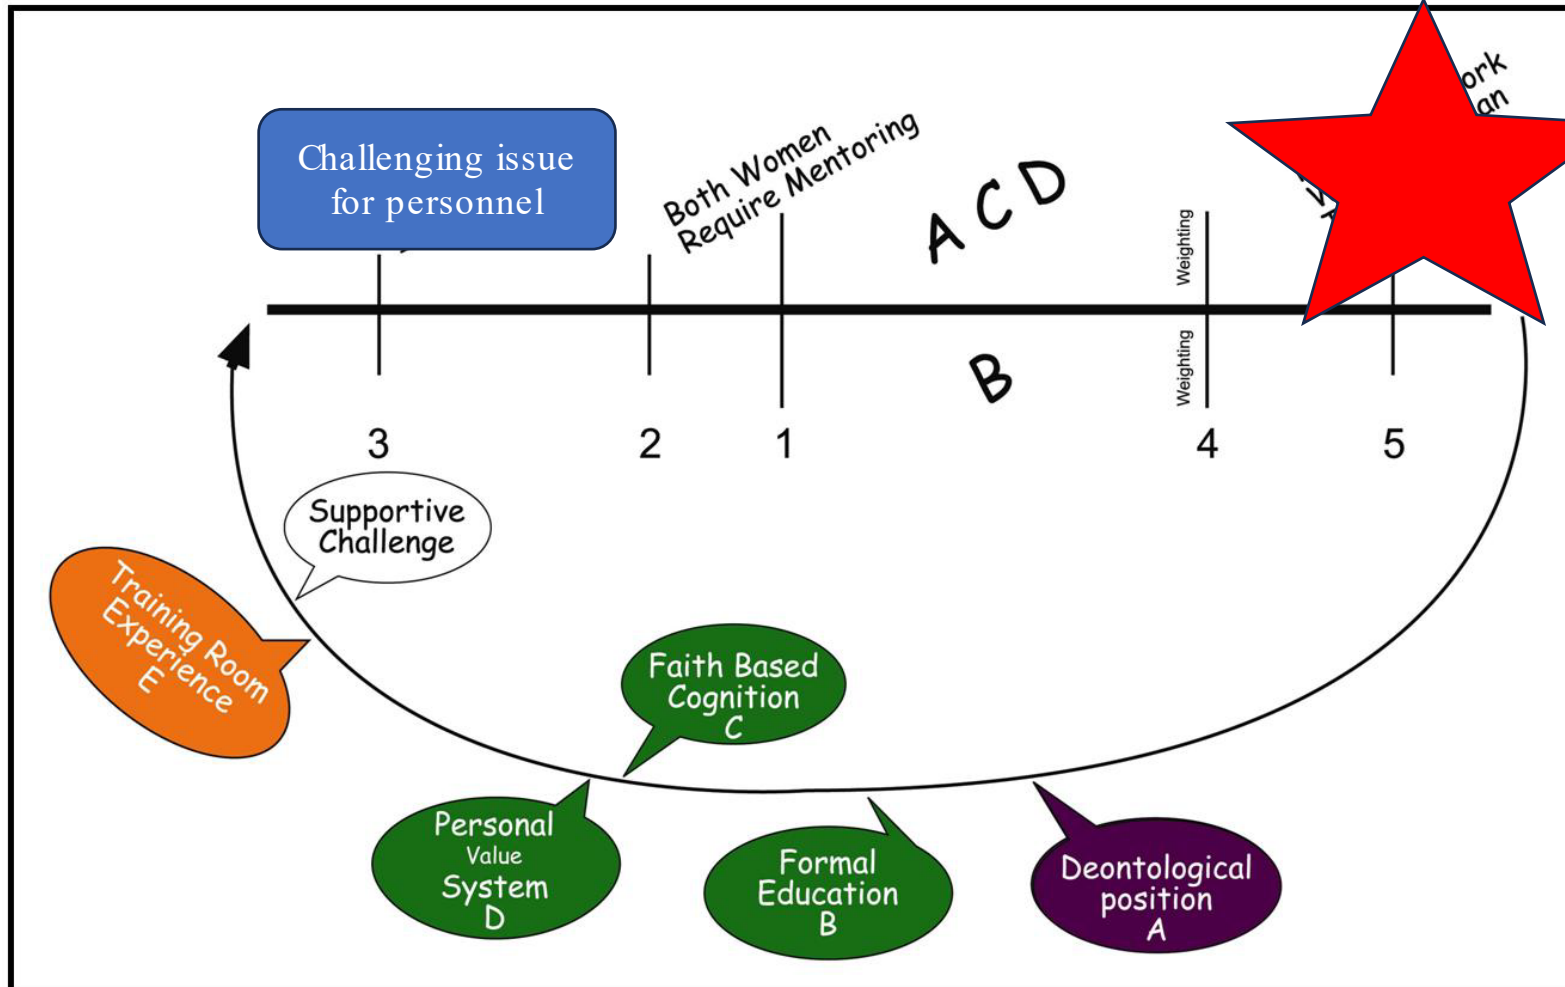 Challenging issue
for personnel
Both Women
Require Mentoring
A C D
Weighting
B
Weighting
3
2
1
4
5
Supportive
Challenge
Training Room
Experience
E
Faith Based
Cognition
C
Personal
Value
System
D
Formal
Education
B
Deontological
position
A